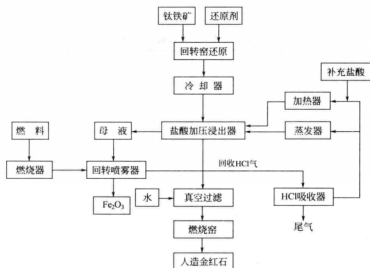 钛铁矿 还原剂
回转窑还原
补充盐酸
冷却器
加热器
燃料 母液 盐酸加压浸出器 蒸发器
回收HCl气
燃烧器 回转喷雾器 HCl吸收器
Fe₂O₃ 水 真空过滤
尾气
燃烧窑
人造金红石